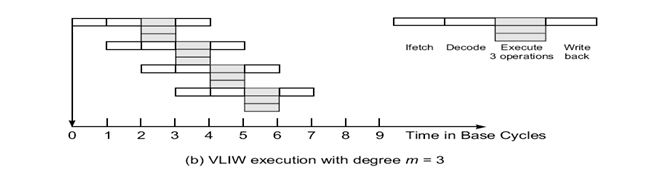 Ifetch Decode Execute Write
3 operations back
0 1 2 3 4 5 6 7 8 9 Time in Base Cycles
(b) VLIW execution with degree m = 3